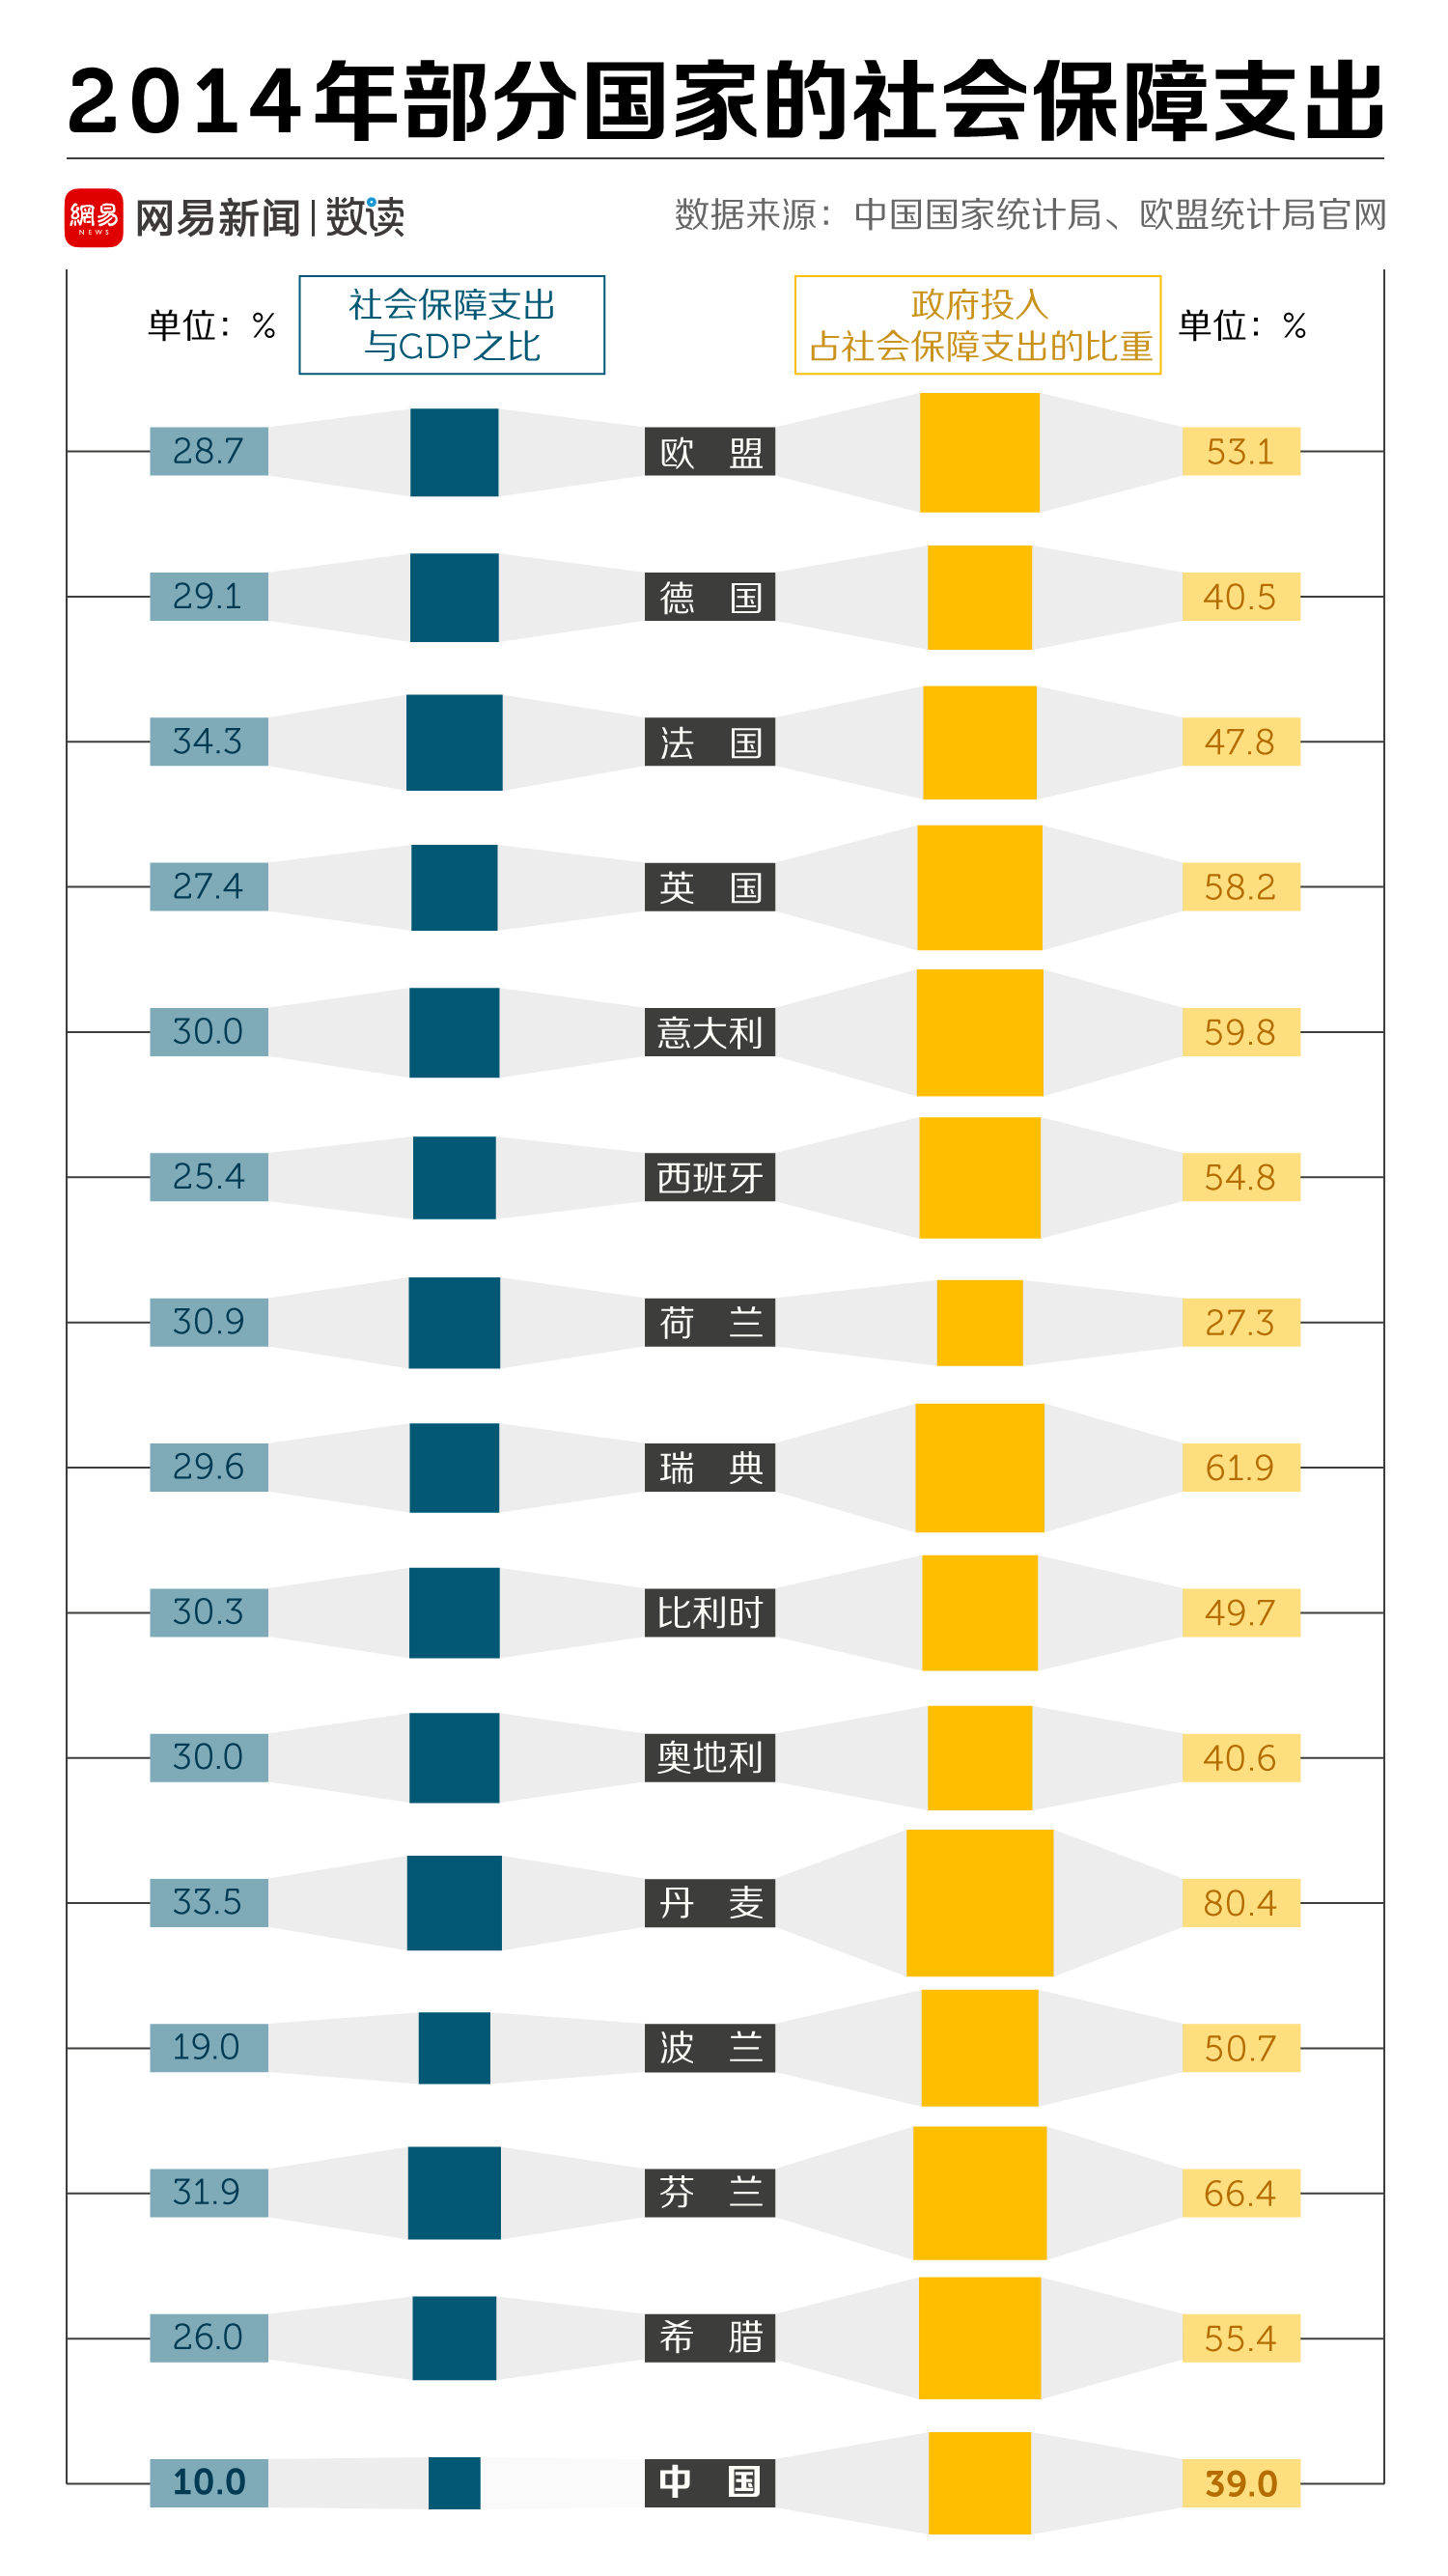 2014年部分国家的社会保障支出
網易
NEWS
网易新闻 | 数读
数据来源：中国国家统计局、欧盟统计局官网
单位：%
社会保障支出
与GDP之比
政府投入
占社会保障支出的比重
单位：%
28.7 欧 盟 53.1
29.1 德 国 40.5
34.3 法 国 47.8
27.4 英 国 58.2
30.0 意大利 59.8
25.4 西班牙 54.8
30.9 荷 兰 27.3
29.6 瑞 典 61.9
30.3 比利时 49.7
30.0 奥地利 40.6
33.5 丹 麦 80.4
19.0 波 兰 50.7
31.9 芬 兰 66.4
26.0 希 腊 55.4
10.0 中 国 39.0